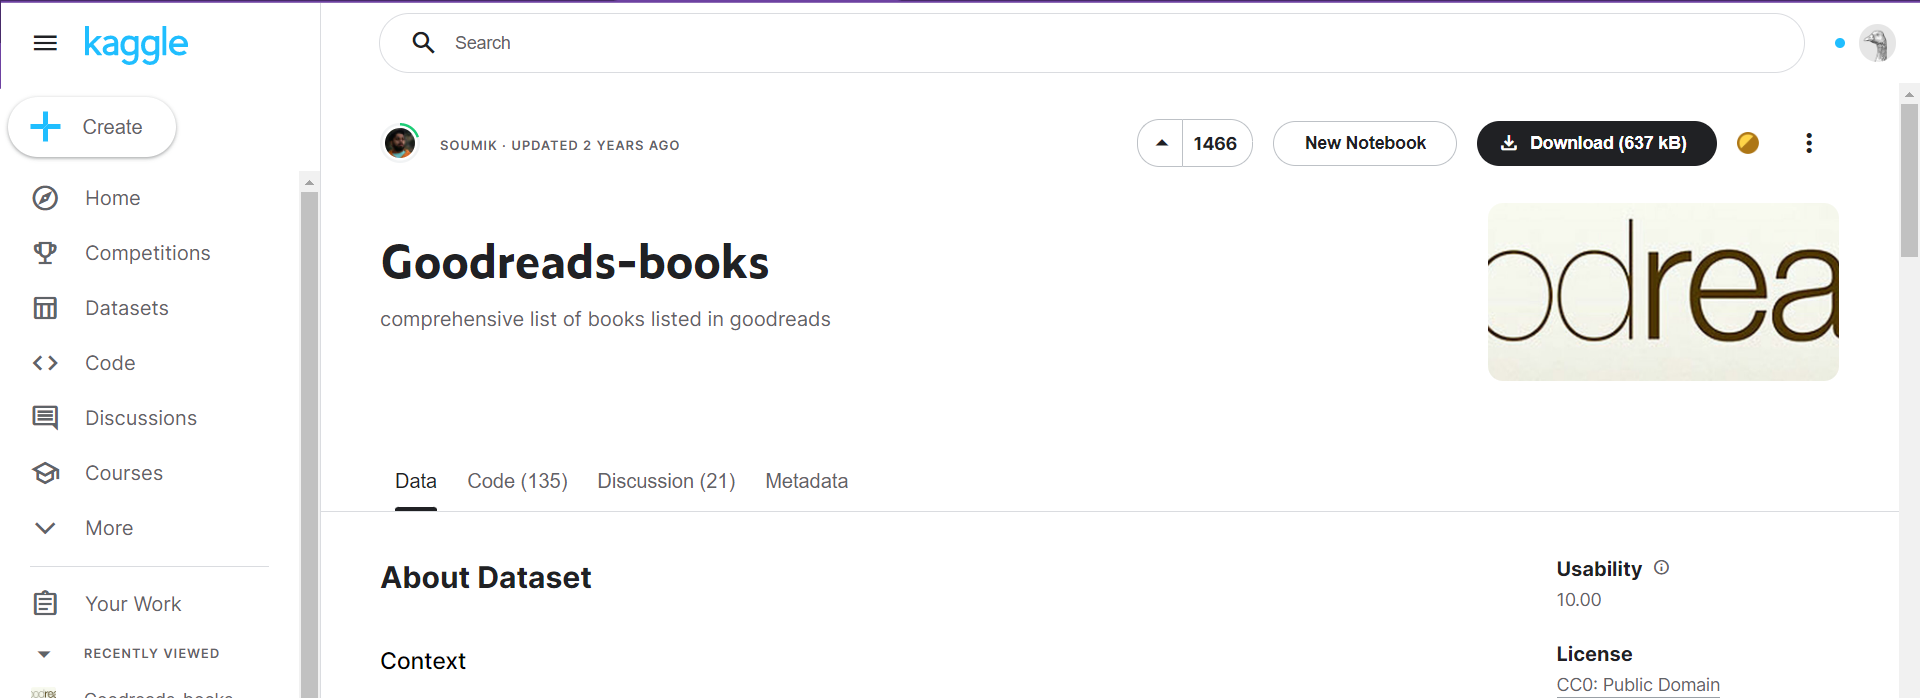 kaggle
Search
Create
Home
Competitions
Datasets
Code
Discussions
Courses
More
Your Work
RECENTLY VIEWED
Goodreads-books
SOUMIK · UPDATED 2 YEARS AGO
1466
New Notebook
Download (637 kB)
Goodreads-books
comprehensive list of books listed in goodreads
odrea
Data
Code (135)
Discussion (21)
Metadata
About Dataset
Context
Usability
10.00
License
CC0: Public Domain